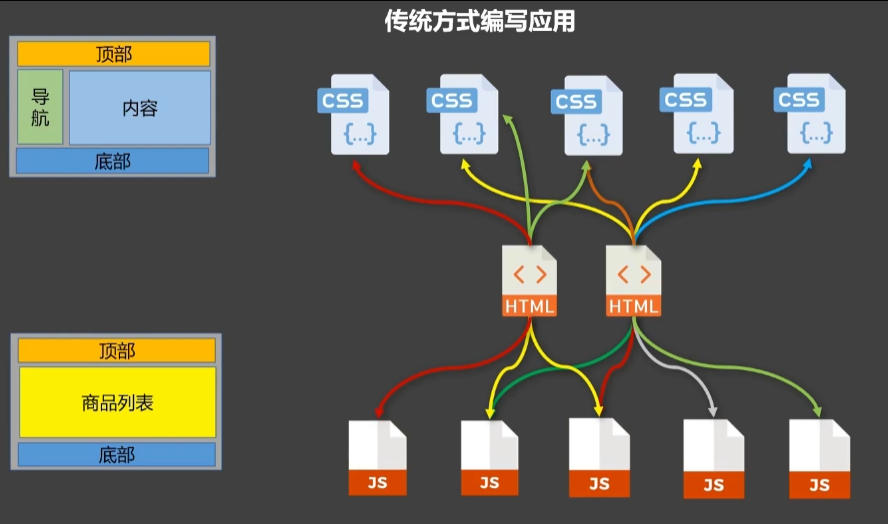 传统方式编写应用
顶部
导航
内容
底部
CSS
{...}
CSS
{...}
CSS
{...}
CSS
{...}
CSS
{...}
< >
HTML
< >
HTML
顶部
商品列表
底部
JS
JS
JS
JS
JS